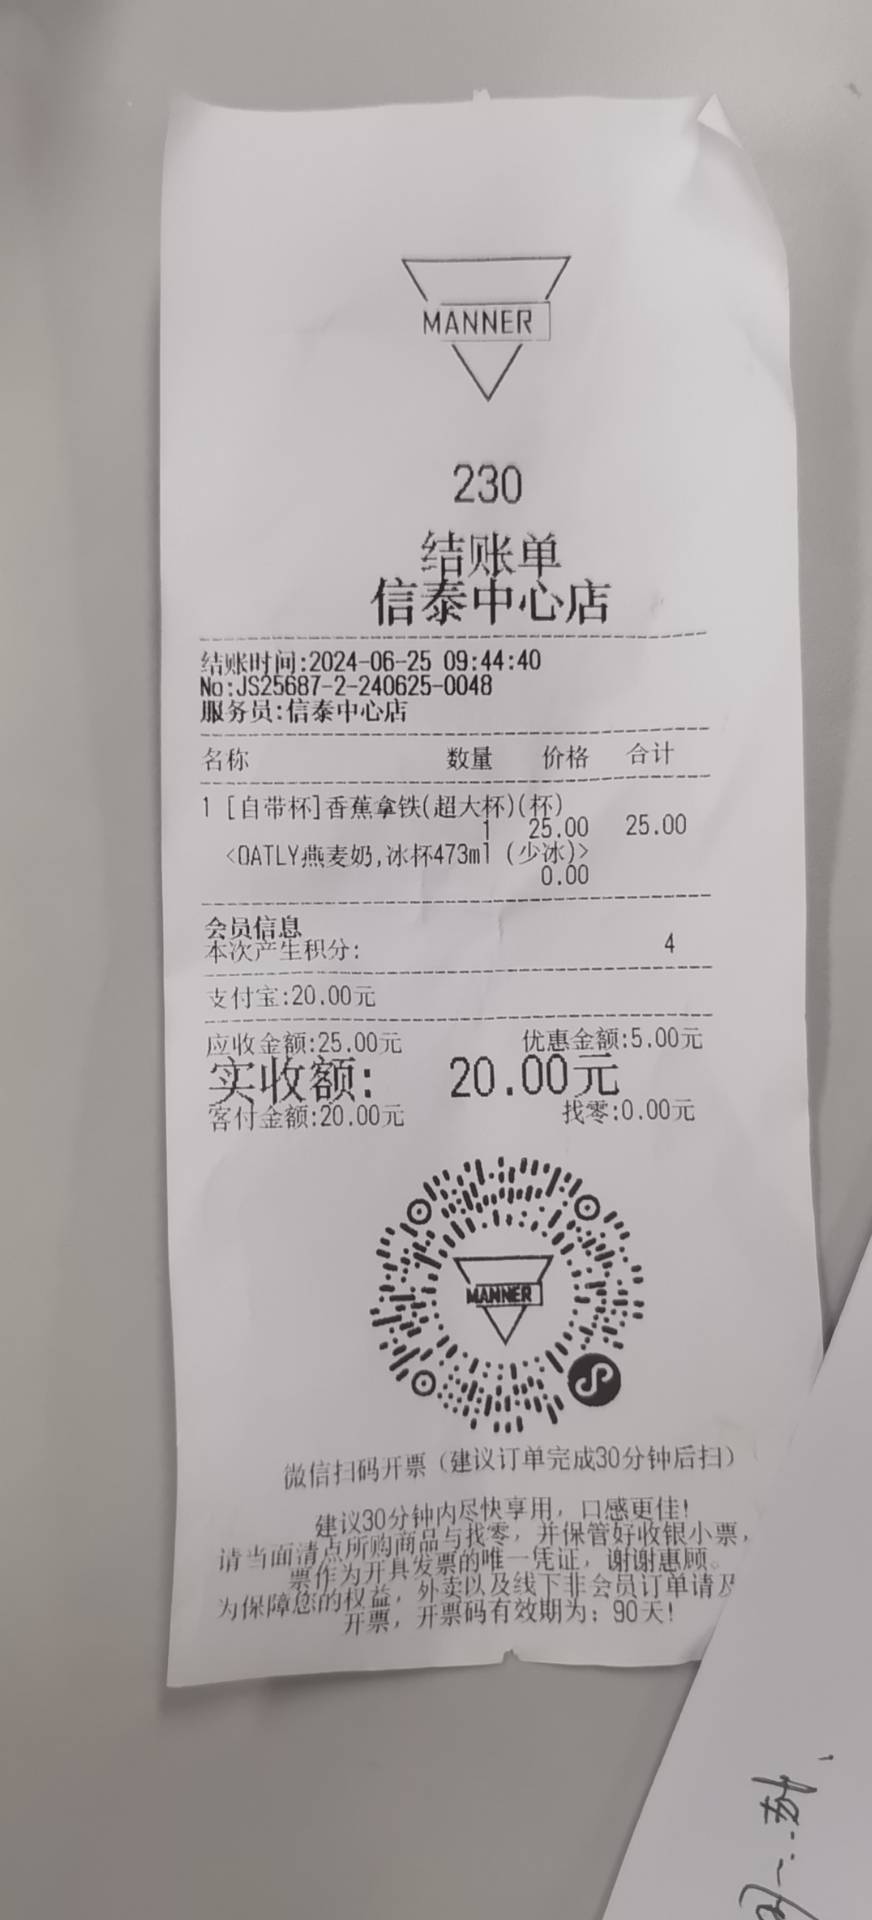 MANNER
230
结账单
信泰中心店
结账时间:2024-06-25 09:44:40
No:JS25687-2-240625-0048
服务员:信泰中心店
名称 数量 价格 合计
1 [自带杯]香蕉拿铁(超大杯)(杯)
1 25.00 25.00
<OATLY燕麦奶,冰杯473ml (少冰)>
0.00
会员信息
本次产生积分: 4
支付宝:20.00元
应收金额:25.00元 优惠金额:5.00元
实收额: 20.00元
客付金额:20.00元 找零:0.00元
MANNER
微信扫码开票（建议订单完成30分钟后扫）
建议30分钟内尽快享用，口感更佳!
请当面清点所购商品与找零，并保管好收银小票，
票作为开具发票的唯一凭证，谢谢惠顾。
为保障您的权益，外卖以及线下非会员订单请及
开票，开票码有效期为：90天!